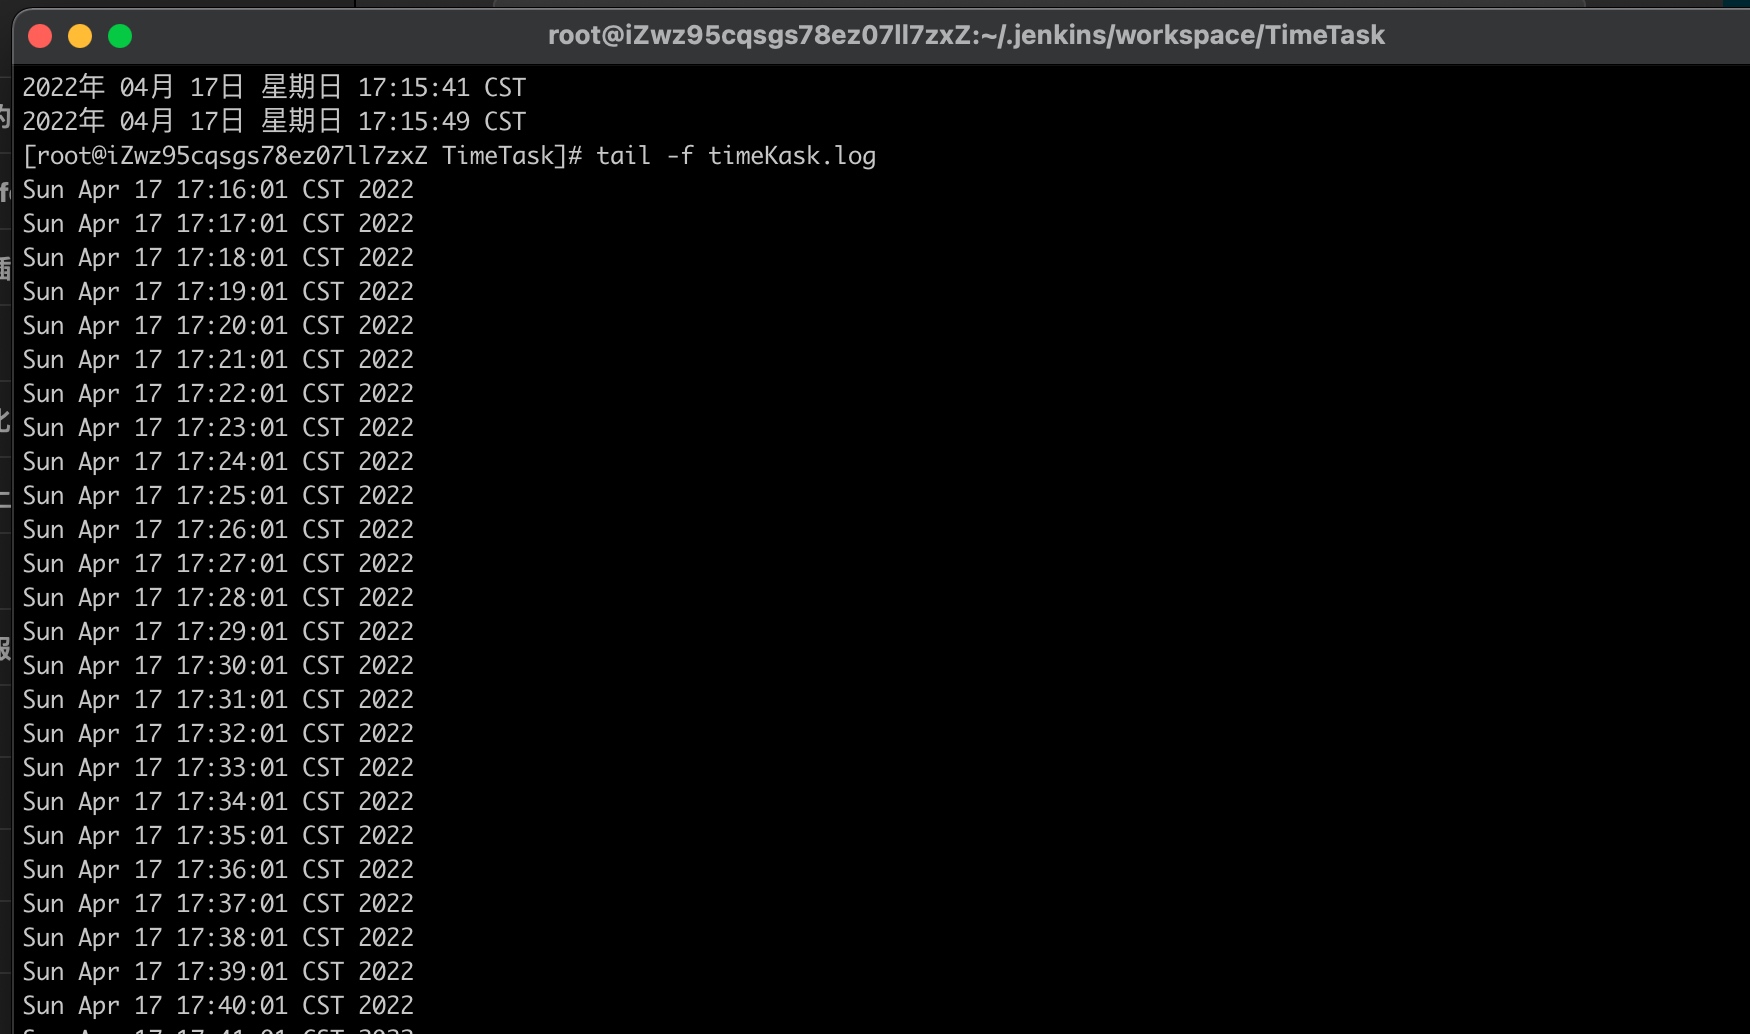 root@iZwz95cqsgs78ez07ll7zxZ:~/.jenkins/workspace/TimeTask
2022年 04月 17日 星期日 17:15:41 CST
2022年 04月 17日 星期日 17:15:49 CST
[root@iZwz95cqsgs78ez07ll7zxZ TimeTask]# tail -f timeKask.log
Sun Apr 17 17:16:01 CST 2022
Sun Apr 17 17:17:01 CST 2022
Sun Apr 17 17:18:01 CST 2022
Sun Apr 17 17:19:01 CST 2022
Sun Apr 17 17:20:01 CST 2022
Sun Apr 17 17:21:01 CST 2022
Sun Apr 17 17:22:01 CST 2022
Sun Apr 17 17:23:01 CST 2022
Sun Apr 17 17:24:01 CST 2022
Sun Apr 17 17:25:01 CST 2022
Sun Apr 17 17:26:01 CST 2022
Sun Apr 17 17:27:01 CST 2022
Sun Apr 17 17:28:01 CST 2022
Sun Apr 17 17:29:01 CST 2022
Sun Apr 17 17:30:01 CST 2022
Sun Apr 17 17:31:01 CST 2022
Sun Apr 17 17:32:01 CST 2022
Sun Apr 17 17:33:01 CST 2022
Sun Apr 17 17:34:01 CST 2022
Sun Apr 17 17:35:01 CST 2022
Sun Apr 17 17:36:01 CST 2022
Sun Apr 17 17:37:01 CST 2022
Sun Apr 17 17:38:01 CST 2022
Sun Apr 17 17:39:01 CST 2022
Sun Apr 17 17:40:01 CST 2022